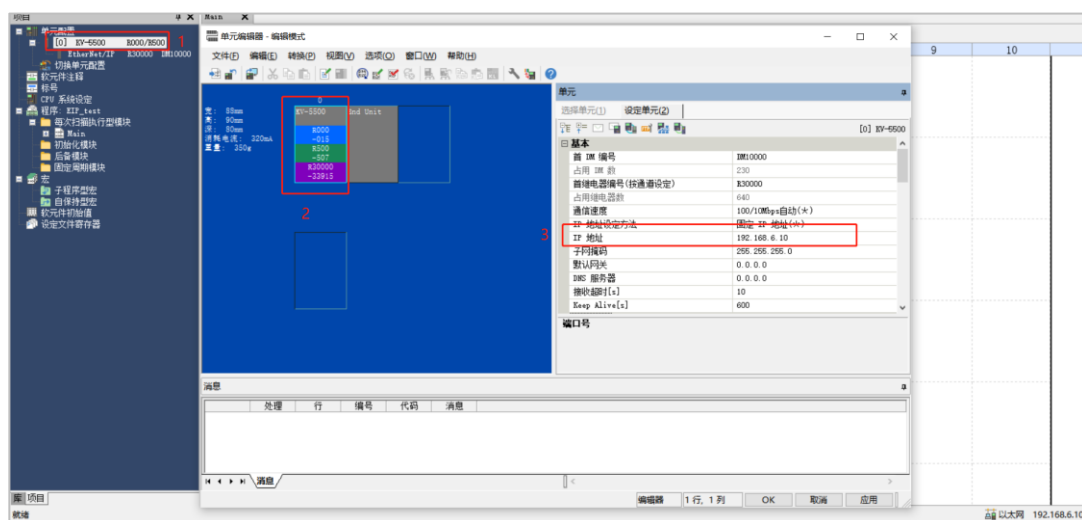 项目
Main
单元配置
[0] KV-5500 R000/R500
1
EtherNet/IP R30000 DM10000
切换单元配置
软元件注释
标号
CPU 系统设定
程序: EIP_test
每次扫描执行型模块
Main
初始化模块
后备模块
固定周期模块
宏
子程序型宏
自保持型宏
软元件初始值
设定文件寄存器
库 项目
就绪
单元编辑器 - 编辑模式
文件(F) 编辑(E) 转换(P) 视图(V) 选项(O) 窗口(W) 帮助(H)
宽: 88mm
高: 90mm
深: 80mm
消耗电流: 320mA
重量: 350g
0
KV-5500 End Unit
R000
-015
R500
-507
R30000
-33915
2
单元
选择单元(1) 设定单元(2)
[0] KV-5500
基本
首 DM 编号 DM10000
占用 DM 数 230
首继电器编号(按通道设定) R30000
占用继电器数 640
通信速度 100/10Mbps自动(*)
IP 地址设定方法 固定 IP 地址(*)
3
IP 地址 192.168.6.10
子网掩码 255.255.255.0
默认网关 0.0.0.0
DNS 服务器 0.0.0.0
接收超时[s] 10
Keep Alive[s] 600
端口号
消息
处理 行 编号 代码 消息
消息
编辑器 1 行, 1 列 OK 取消 应用
9 10
以太网 192.168.6.10